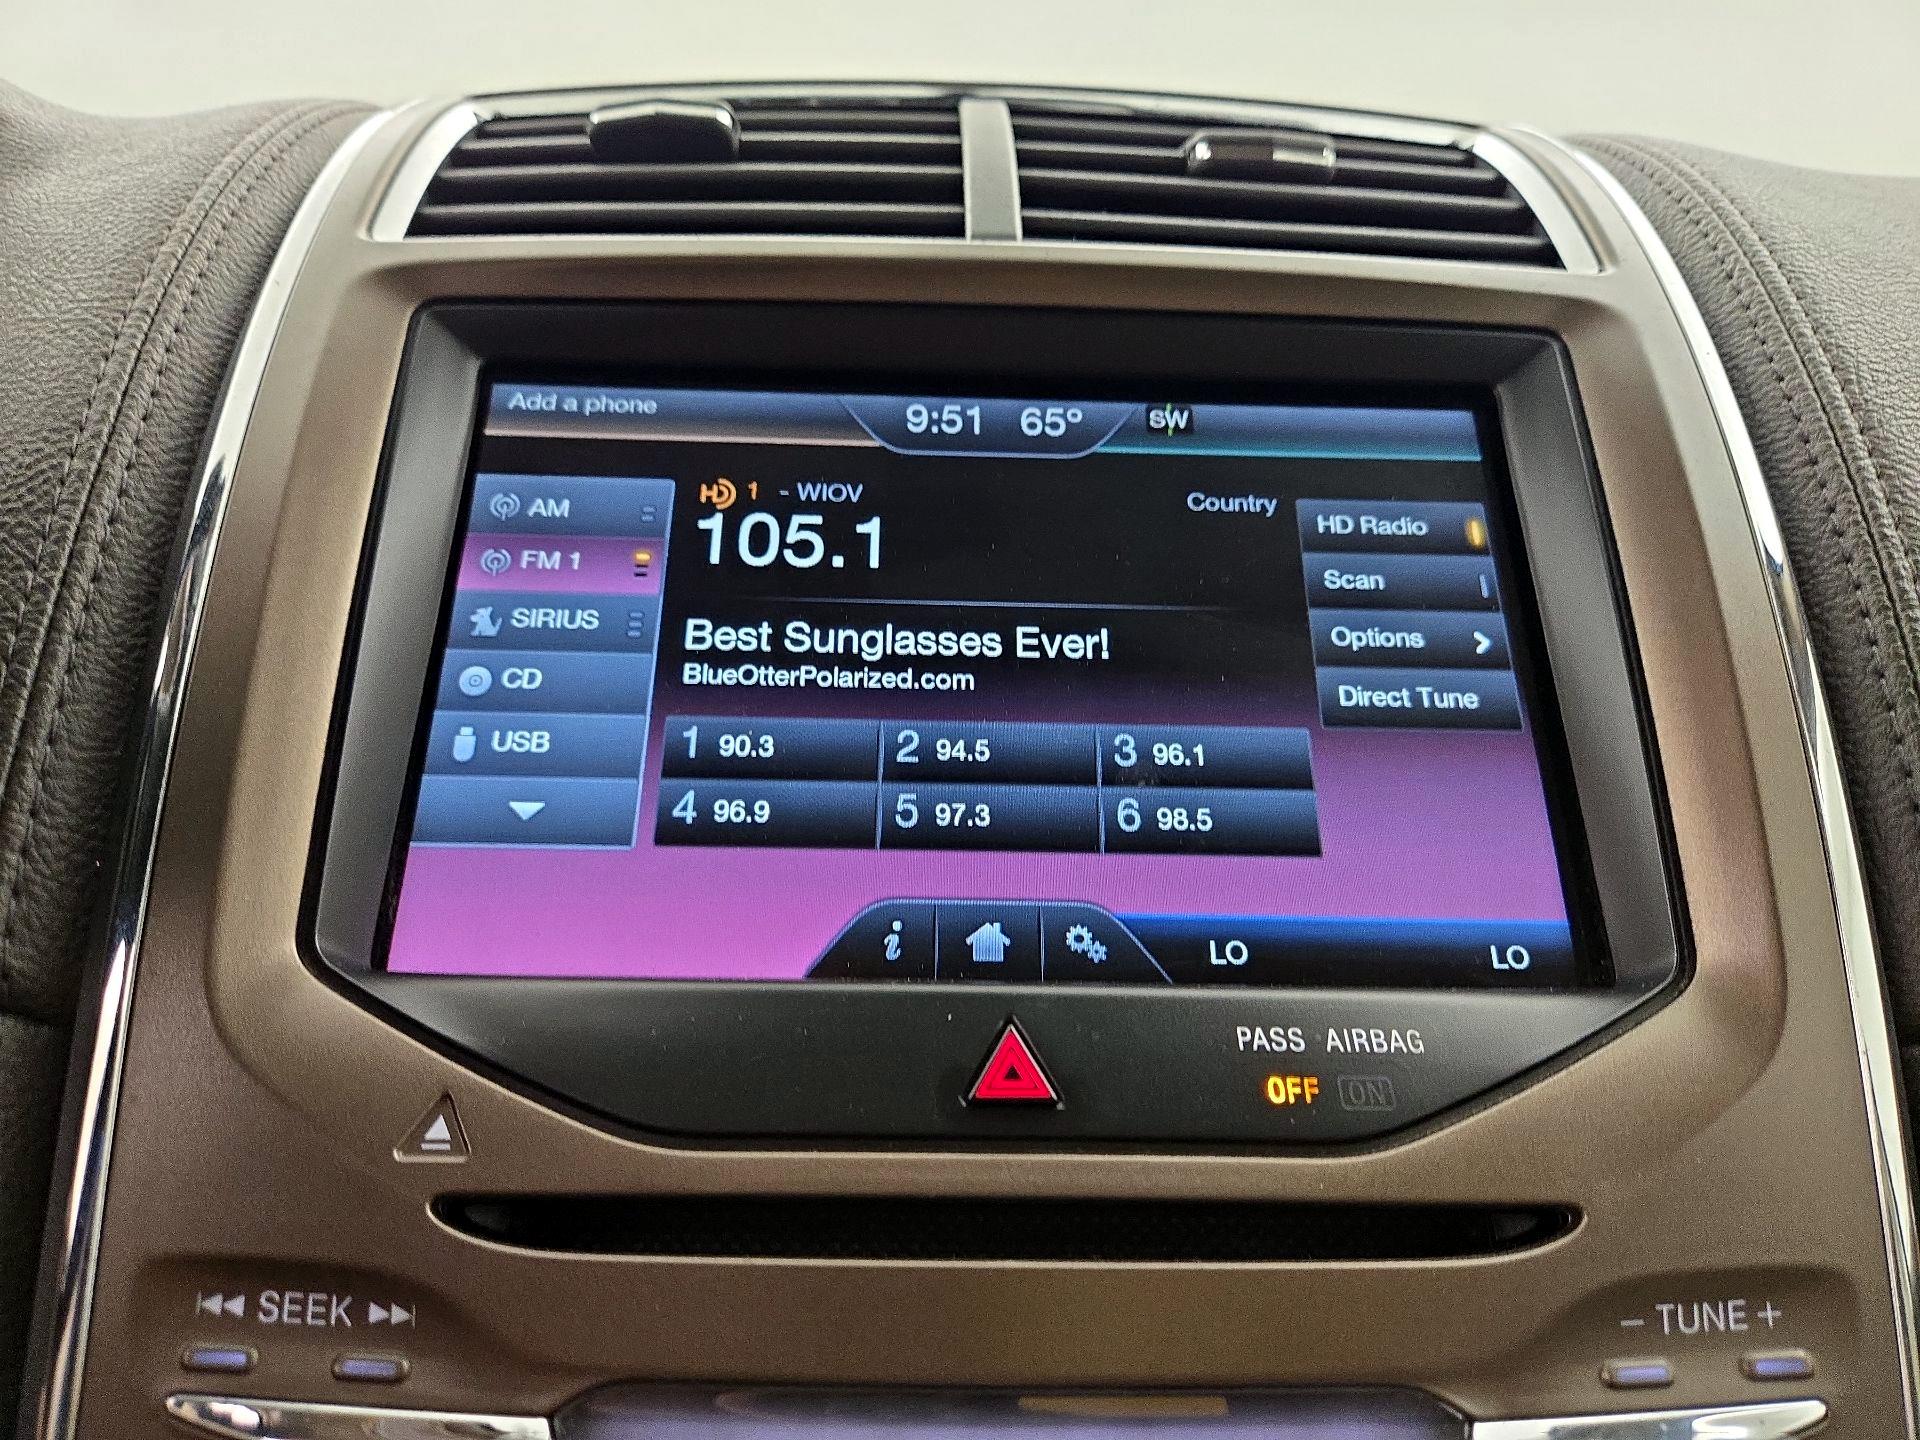 Add a phone
9:51 65° SW
AM
FM 1
SIRIUS
CD
USB
HD 1 - WIOV
105.1
Country
Best Sunglasses Ever!
BlueOtterPolarized.com
1 90.3 2 94.5 3 96.1
4 96.9 5 97.3 6 98.5
HD Radio
Scan
Options
Direct Tune
i
LO LO
PASS AIRBAG
OFF ON
SEEK
– TUNE +